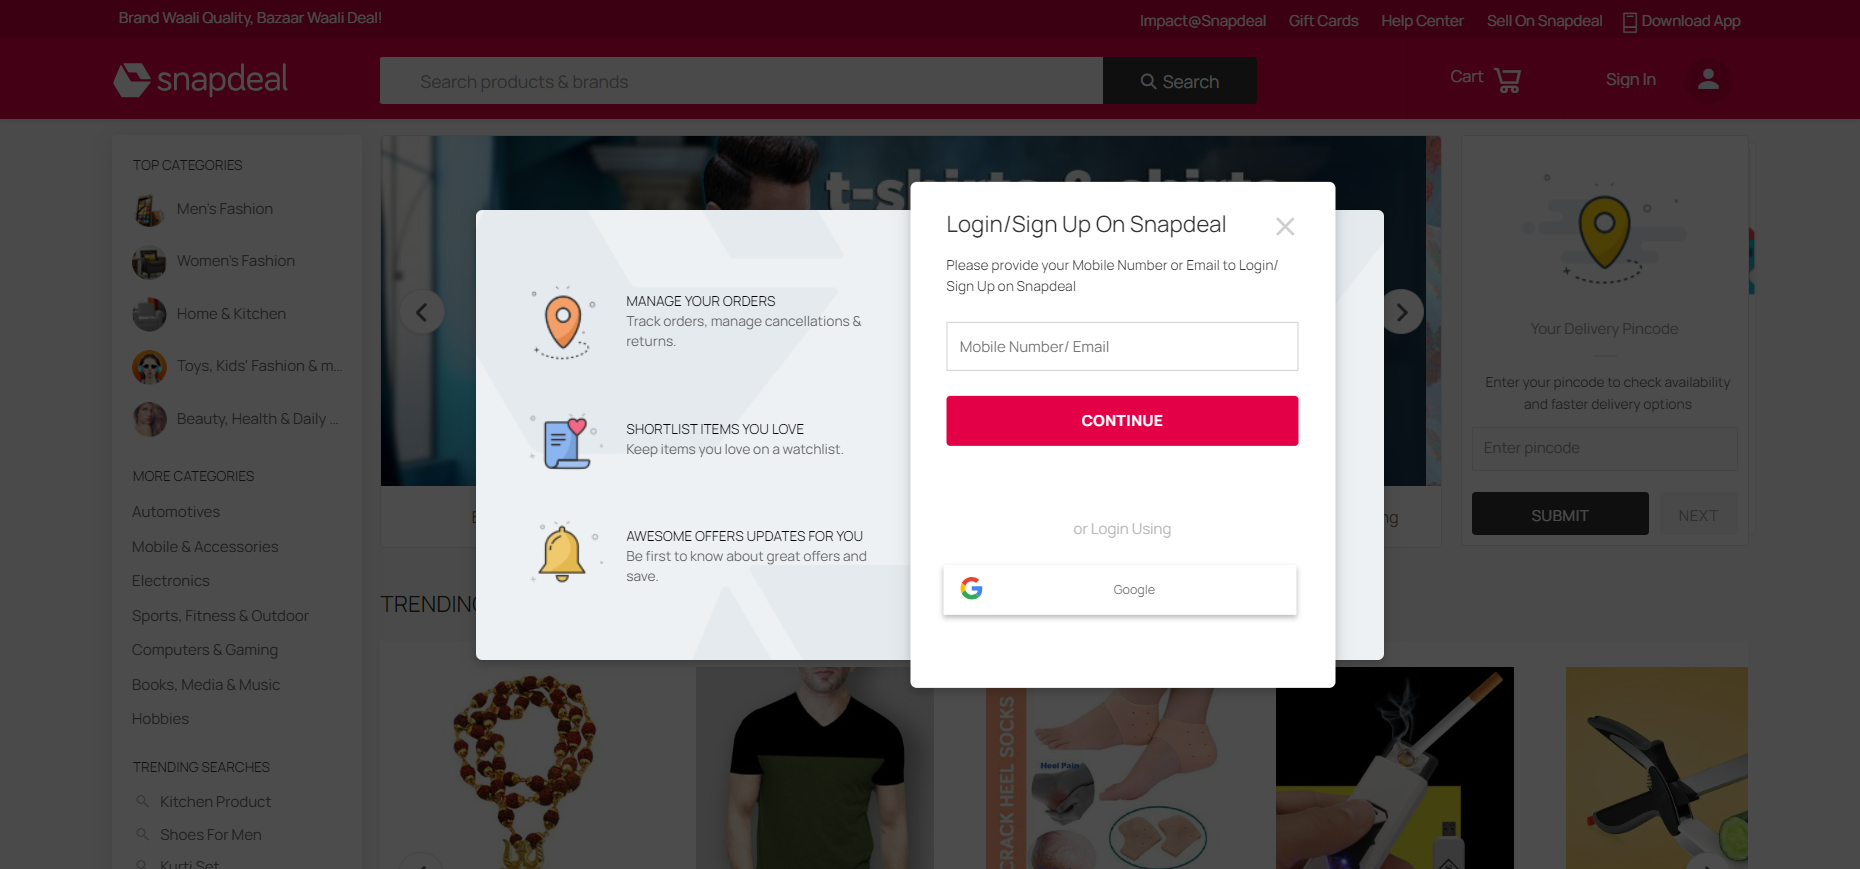 Brand Waali Quality, Bazaar Waali Deal!
Impact@Snapdeal Gift Cards Help Center Sell On Snapdeal Download App
snapdeal
Search products & brands
Search
Cart
Sign In
TOP CATEGORIES
Men's Fashion
Women's Fashion
Home & Kitchen
Toys, Kids' Fashion & m...
Beauty, Health & Daily ...
MORE CATEGORIES
Automotives
Mobile & Accessories
Electronics
Sports, Fitness & Outdoor
Computers & Gaming
Books, Media & Music
Hobbies
TRENDING SEARCHES
Kitchen Product
Shoes For Men
Kurti Set
t-shirts & shirts
MANAGE YOUR ORDERS
Track orders, manage cancellations &
returns.
SHORTLIST ITEMS YOU LOVE
Keep items you love on a watchlist.
AWESOME OFFERS UPDATES FOR YOU
Be first to know about great offers and
save.
Login/Sign Up On Snapdeal
Please provide your Mobile Number or Email to Login/
Sign Up on Snapdeal
Mobile Number/ Email
CONTINUE
or Login Using
Google
Your Delivery Pincode
Enter your pincode to check availability
and faster delivery options
Enter pincode
SUBMIT
NEXT
TRENDING
CRACK HEEL SOCKS
Heel Pain